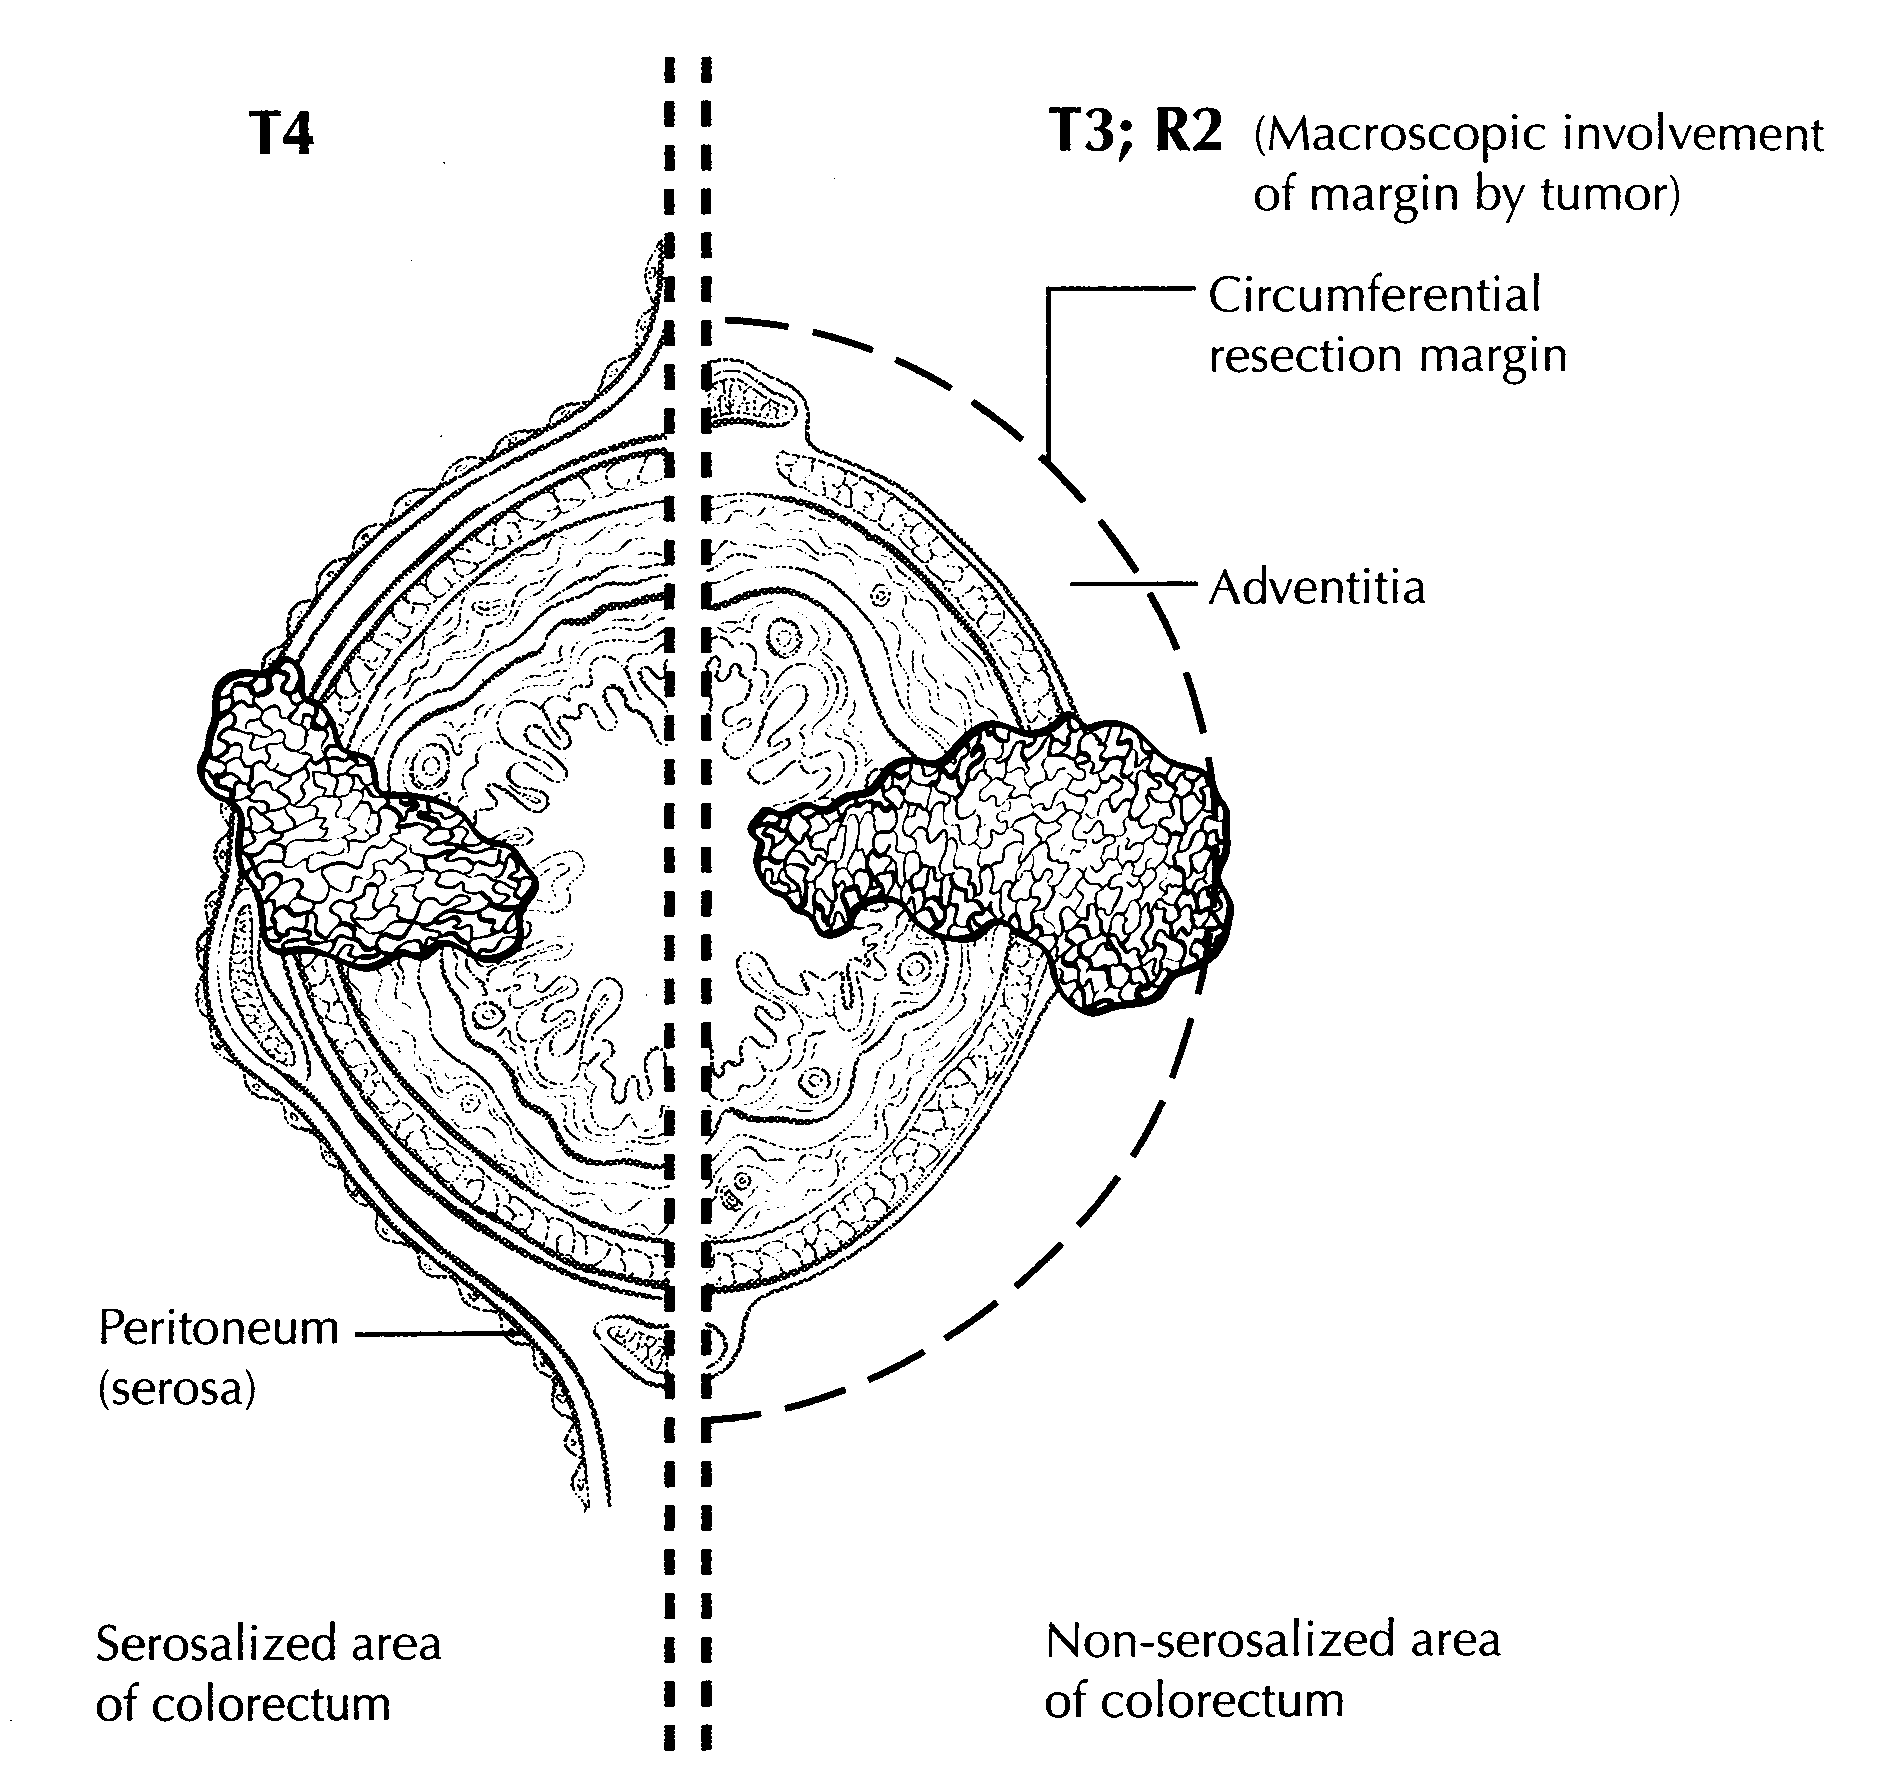 T4
T3; R2 (Macroscopic involvement
of margin by tumor)
Circumferential
resection margin
Adventitia
Peritoneum
(serosa)
Serosalized area
of colorectum
Non-serosalized area
of colorectum